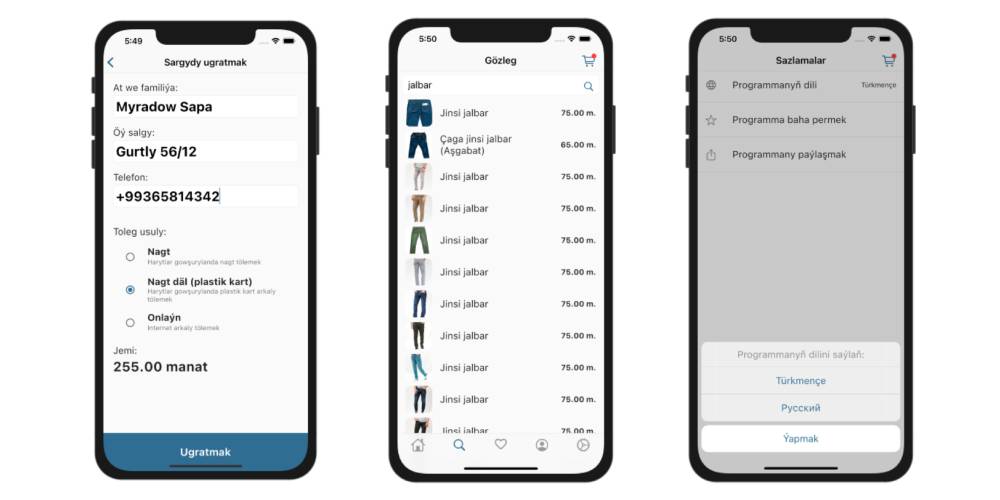 5:49
Sargydy ugratmak
At we familiýa:
Myradow Sapa
Öý salgy:
Gurtly 56/12
Telefon:
+99365814342
Toleg usuly:
Nagt
Harytlar gowşurylanda nagt tölemek
Nagt däl (plastik kart)
Harytlar gowşurylanda plastik kart arkaly
tölemek
Onlaýn
Internet arkaly tölemek
Jemi:
255.00 manat
Ugratmak
5:50
Gözleg
jalbar
Jinsi jalbar 75.00 m.
Çaga jinsi jalbar
(Aşgabat) 65.00 m.
Jinsi jalbar 75.00 m.
Jinsi jalbar 75.00 m.
Jinsi jalbar 75.00 m.
Jinsi jalbar 75.00 m.
Jinsi jalbar 75.00 m.
Jinsi jalbar 75.00 m.
Jinsi jalbar 75.00 m.
Jinsi jalbar 75.00 m.
Jinsi jalbar 75.00 m.
5:50
Sazlamalar
Programmanyň dili Türkmençe
Programma baha permek
Programmany paýlaşmak
Programmanyň dilini saýlaň:
Türkmençe
Русский
Ýapmak